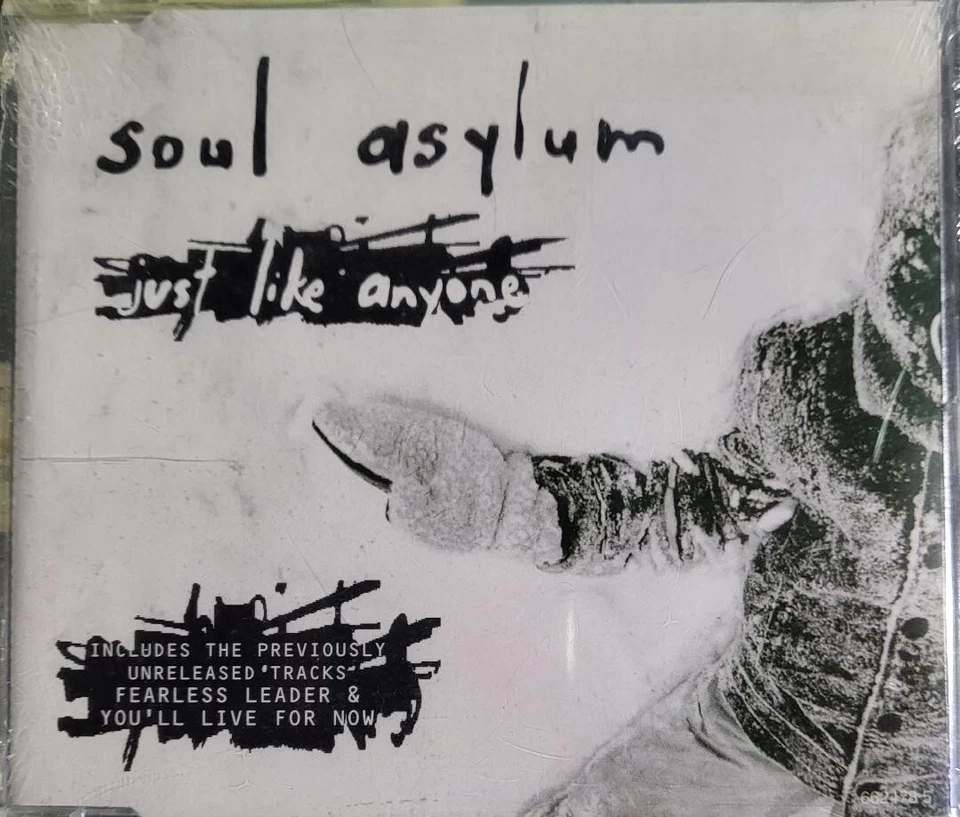 soul asylum
just like anyone
INCLUDES THE PREVIOUSLY
UNRELEASED TRACKS
FEARLESS LEADER &
YOU'LL LIVE FOR NOW